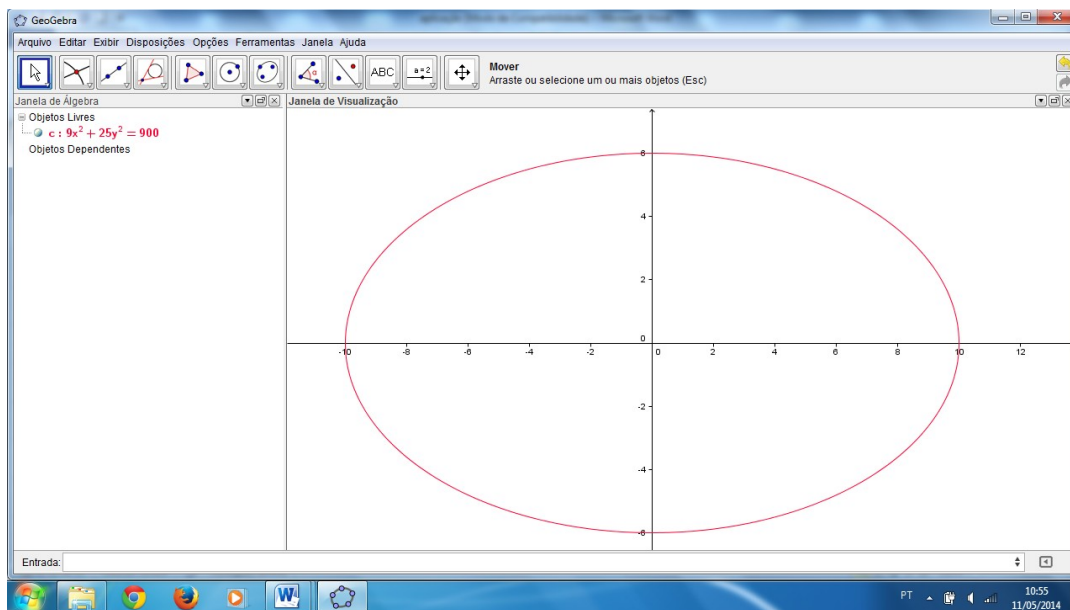 GeoGebra
Arquivo Editar Exibir Disposições Opções Ferramentas Janela Ajuda
ABC
a=2
Mover
Arraste ou selecione um ou mais objetos (Esc)
Janela de Álgebra
Janela de Visualização
Objetos Livres
c : 9x² + 25y² = 900
Objetos Dependentes
6
4
2
0
-10 -8 -6 -4 -2 0 2 4 6 8 10 12
-2
-4
-6
Entrada:
PT
10:55
11/05/2014